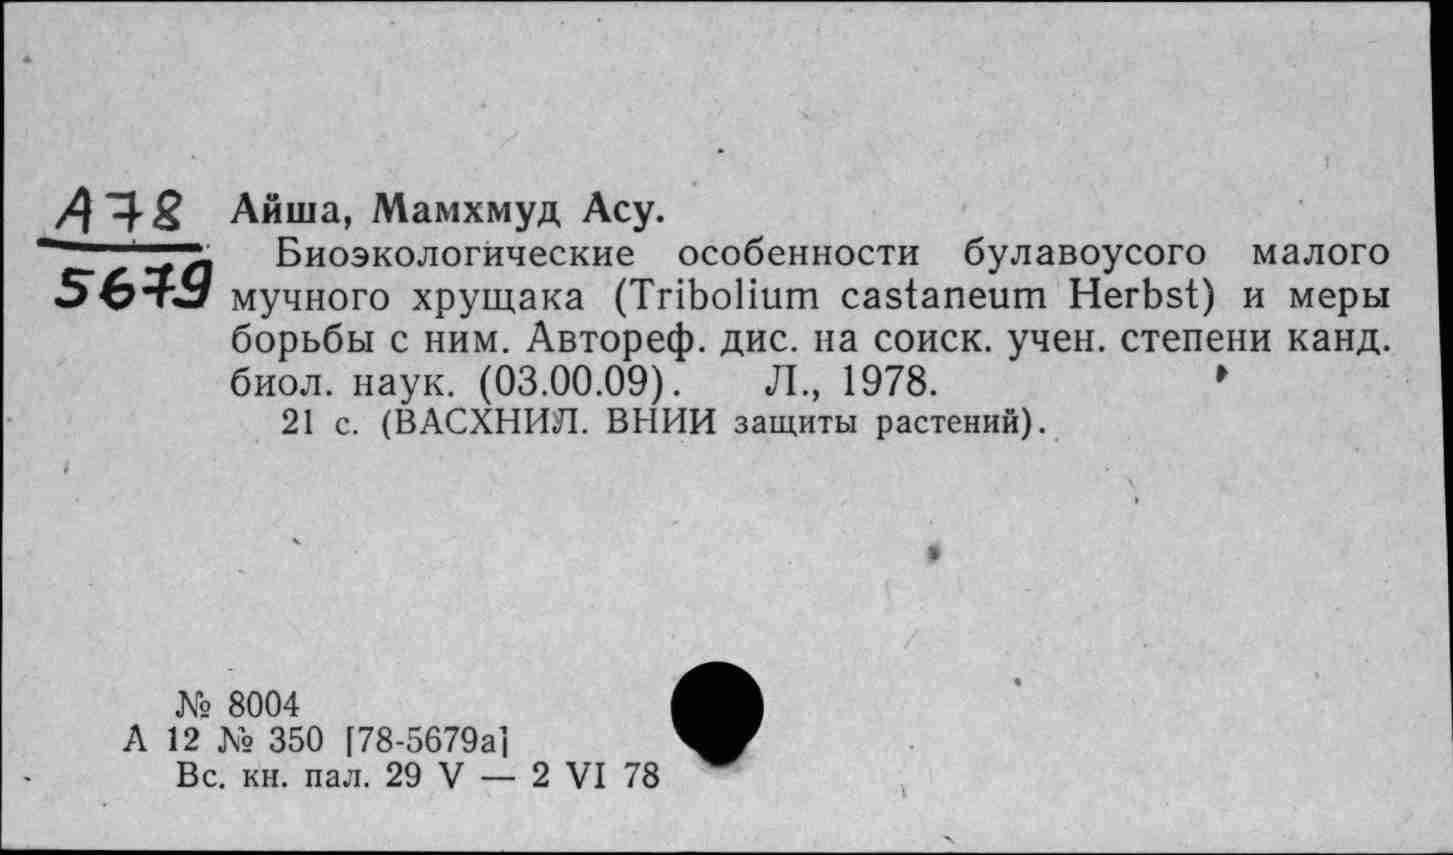 А78
5679
Айша, Мамхмуд Асу.
Биоэкологические особенности булавоусого малого
мучного хрущака (Tribolium castaneum Herbst) и меры
борьбы с ним. Автореф. дис. на соиск. учен. степени канд.
биол. наук. (03.00.09). Л., 1978.
21 с. (ВАСХНИЛ. ВНИИ защиты растений).
№ 8004
А 12 № 350 [78-5679а]
Вс. кн. пал. 29 V — 2 VI 78